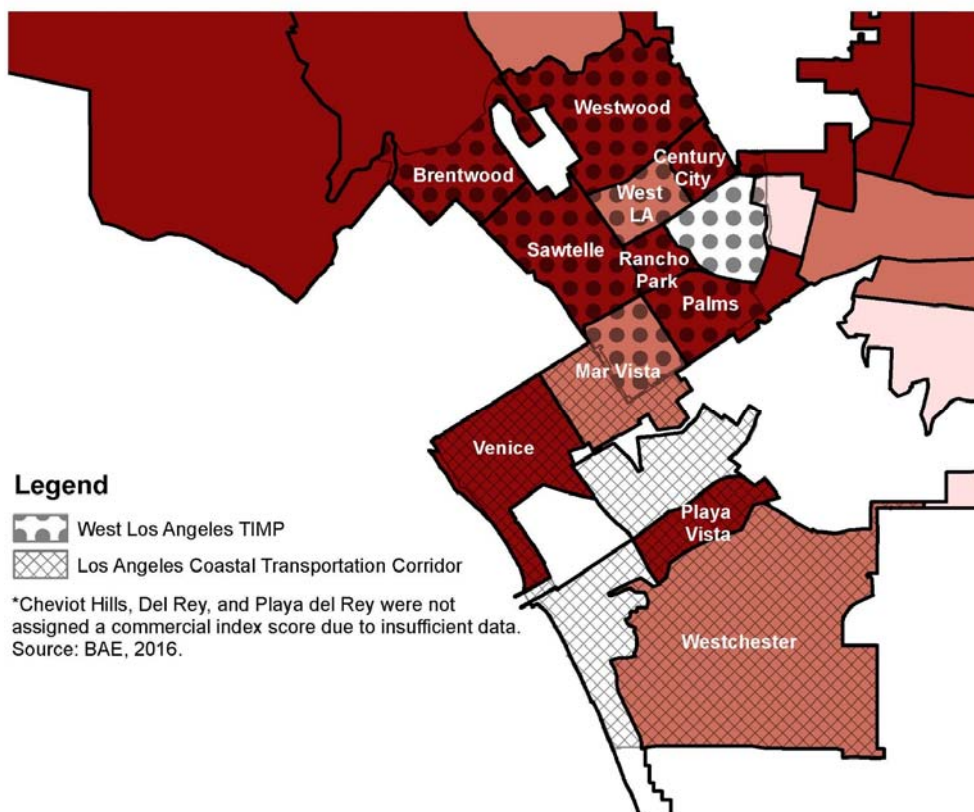 Westwood
Century
City
Brentwood
West
LA
Sawtelle
Rancho
Park
Palms
Mar Vista
Venice
Playa
Vista
Westchester
Legend
West Los Angeles TIMP
Los Angeles Coastal Transportation Corridor
*Cheviot Hills, Del Rey, and Playa del Rey were not
assigned a commercial index score due to insufficient data.
Source: BAE, 2016.